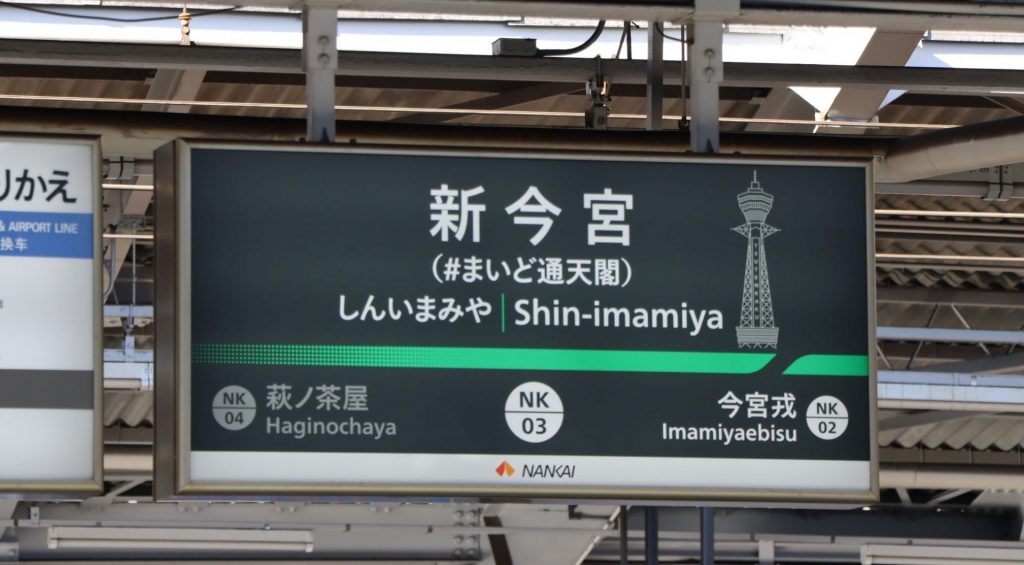 りかえ
& AIRPORT LINE
换车
新今宮
(#まいど通天閣)
しんいまみや Shin-imamiya
NK 04
萩ノ茶屋
Haginochaya
NK 03
今宮戎
Imamiyaebisu
NK 02
NANKAI